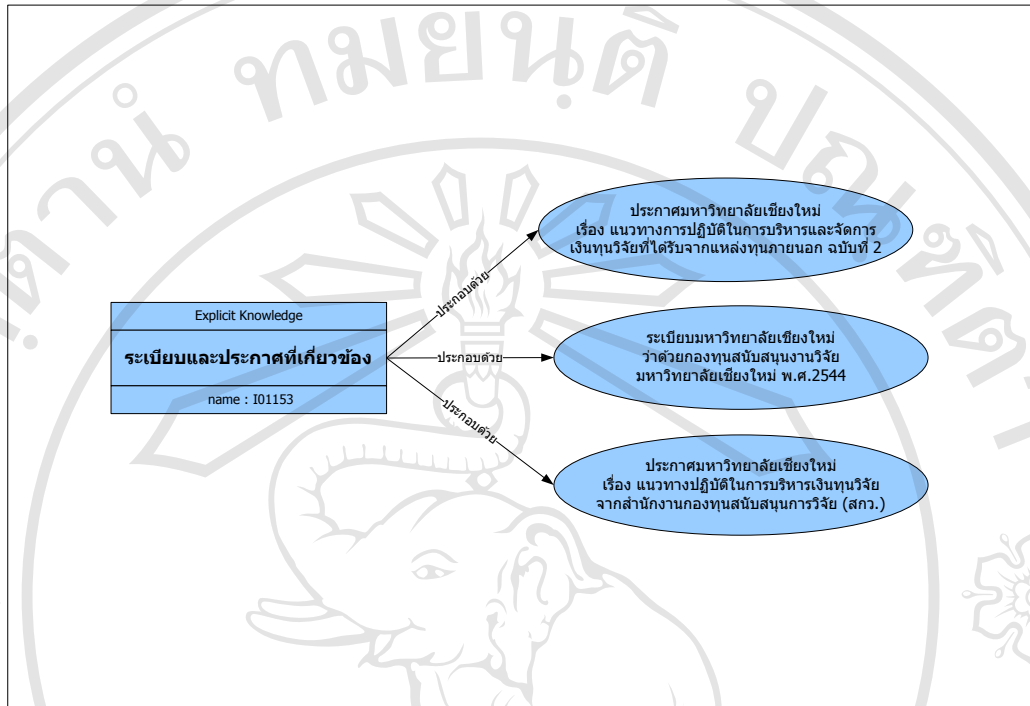 ตาน ทมยนฺติ ปณฺฑิตา
Explicit Knowledge
ระเบียบและประกาศที่เกี่ยวข้อง
name : I01153
ประกอบด้วย
ประกอบด้วย
ประกอบด้วย
ประกาศมหาวิทยาลัยเชียงใหม่
เรื่อง แนวทางการปฏิบัติในการบริหารและจัดการ
เงินทุนวิจัยที่ได้รับจากแหล่งทุนภายนอก ฉบับที่ 2
ระเบียบมหาวิทยาลัยเชียงใหม่
ว่าด้วยกองทุนสนับสนุนงานวิจัย
มหาวิทยาลัยเชียงใหม่ พ.ศ.2544
ประกาศมหาวิทยาลัยเชียงใหม่
เรื่อง แนวทางปฏิบัติในการบริหารเงินทุนวิจัย
จากสำนักงานกองทุนสนับสนุนการวิจัย (สกว.)